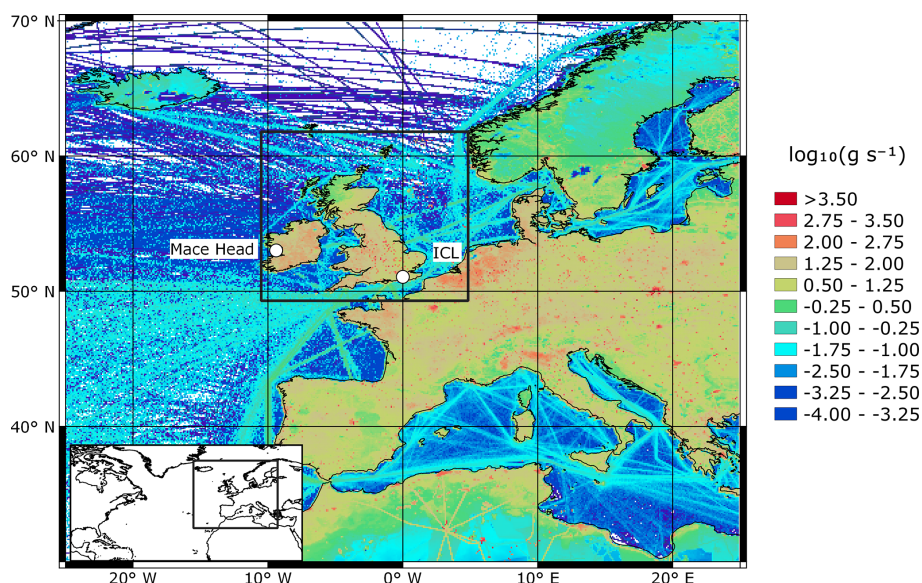 70° N
60° N
50° N
40° N
Mace Head
ICL
20° W
10° W
0° W
10° E
20 E
log₁₀(g s⁻¹)
>3.50
2.75 - 3.50
2.00 - 2.75
1.25 - 2.00
0.50 - 1.25
-0.25 - 0.50
-1.00 - -0.25
-1.75 - -1.00
-2.50 - -1.75
-3.25 - -2.50
-4.00 - -3.25